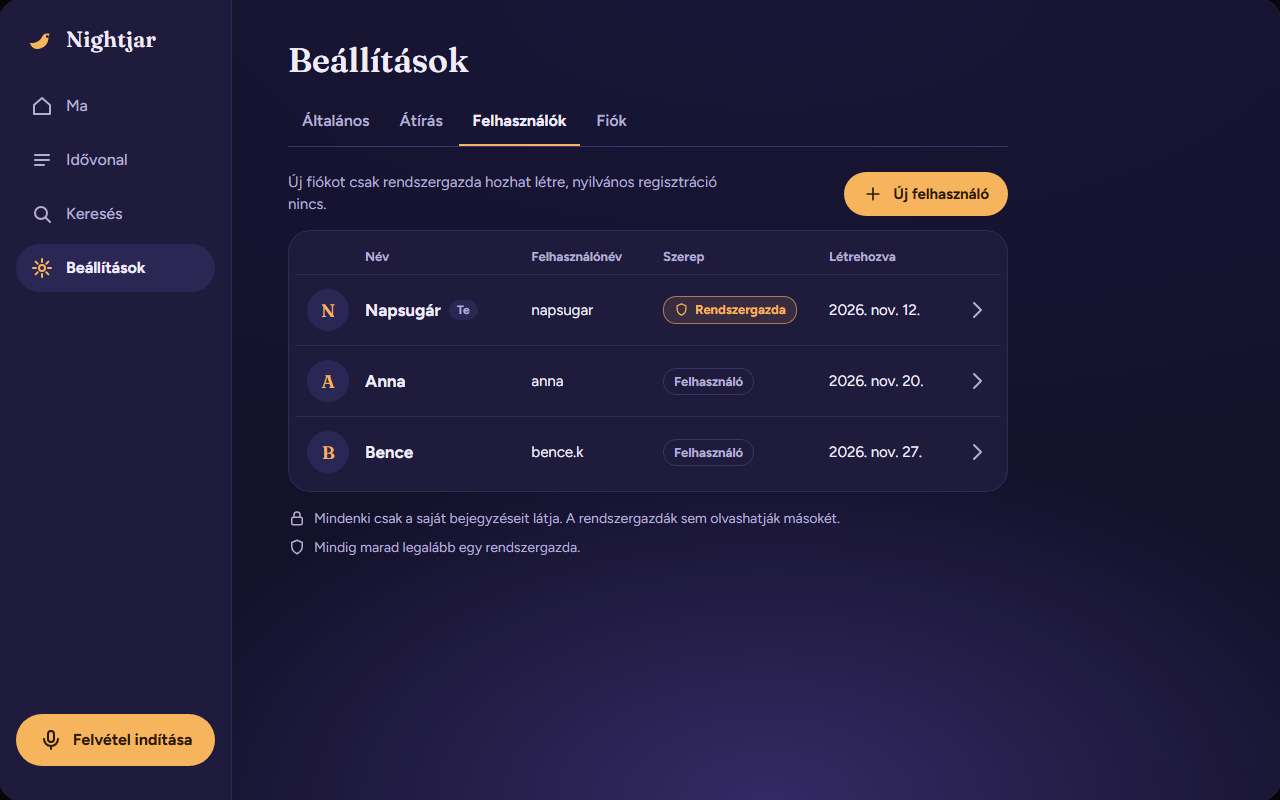 Nightjar
Ma
Idővonal
Keresés
Beállítások
Felvétel indítása
Beállítások
Általános Átírás Felhasználók Fiók
Új fiókot csak rendszergazda hozhat létre, nyilvános regisztráció
nincs.
Új felhasználó
Név Felhasználónév Szerep Létrehozva
N Napsugár Te napsugar Rendszergazda 2026. nov. 12.
A Anna anna Felhasználó 2026. nov. 20.
B Bence bence.k Felhasználó 2026. nov. 27.
Mindenki csak a saját bejegyzéseit látja. A rendszergazdák sem olvashatják másokét.
Mindig marad legalább egy rendszergazda.